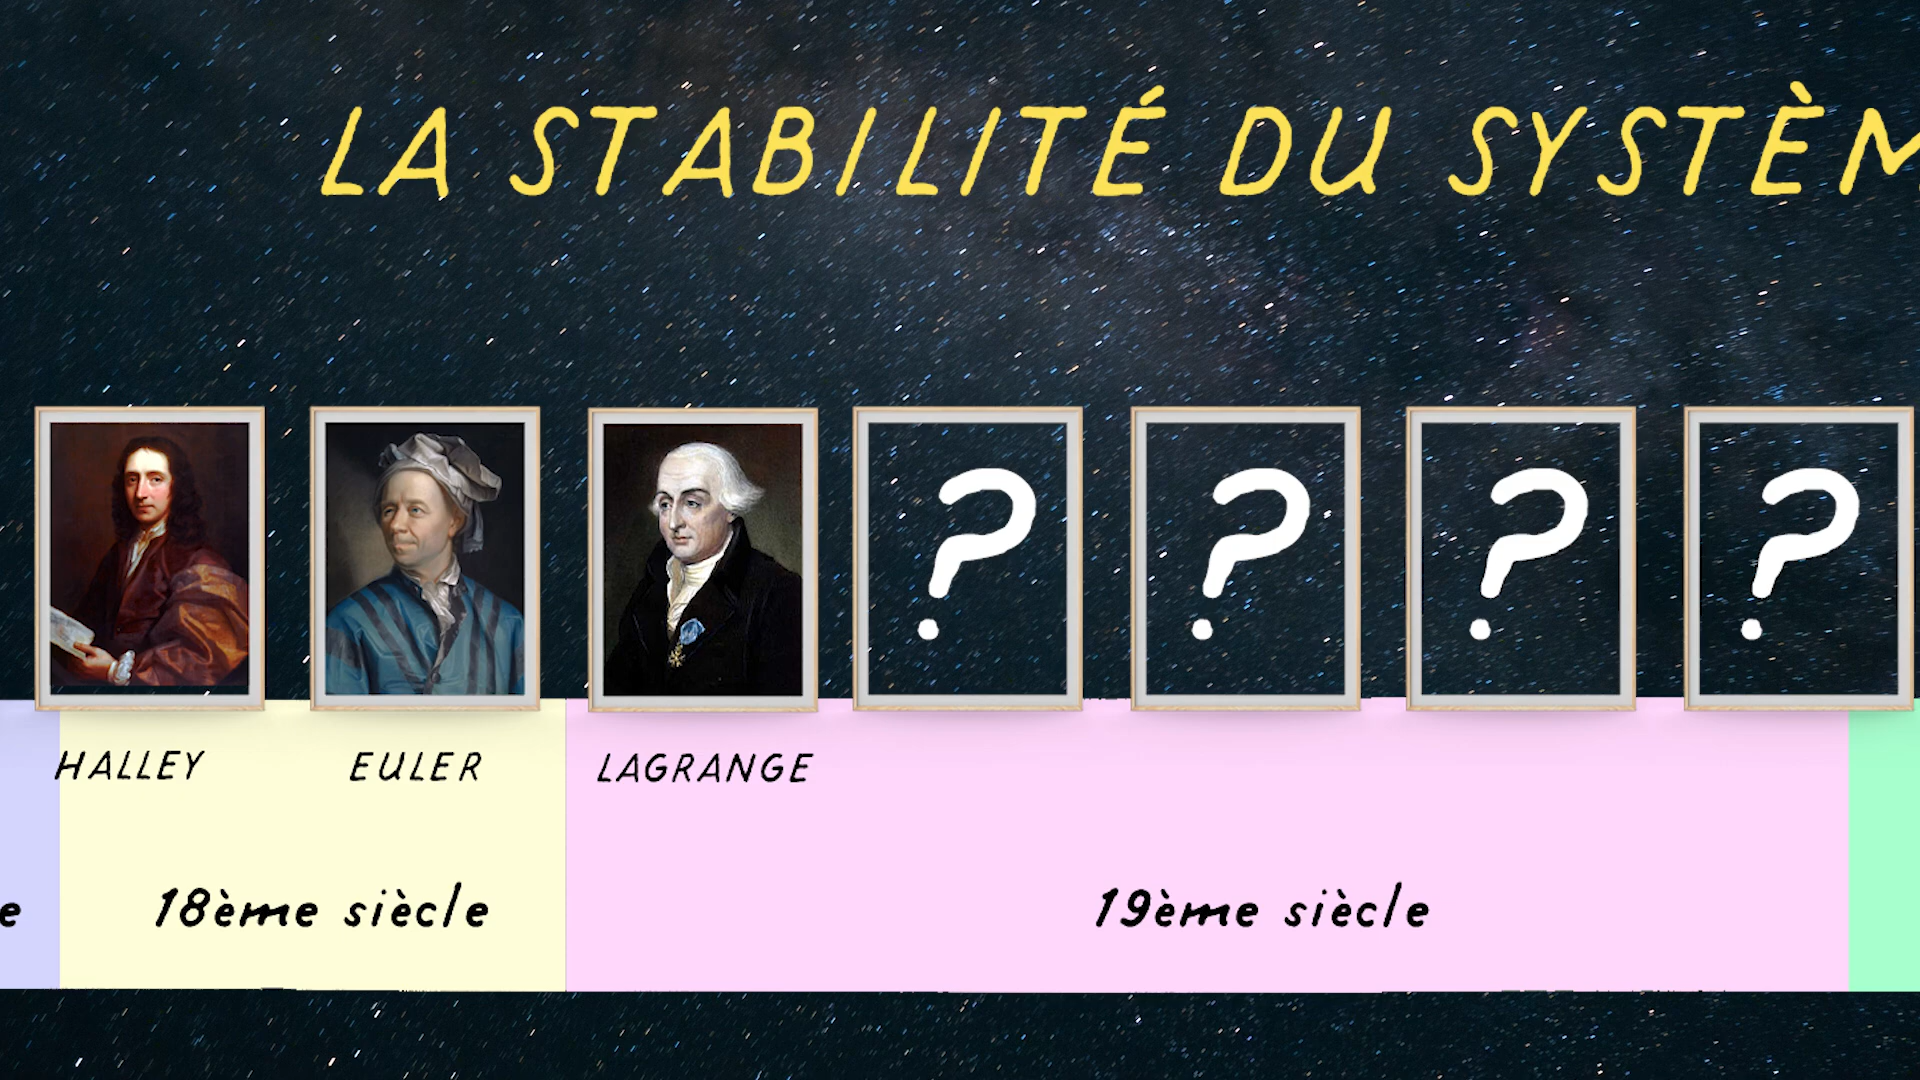 LA STABILITÉ DU SYSTÈM
? ? ? ?
HALLEY EULER LAGRANGE
e 18ème siècle 19ème siècle